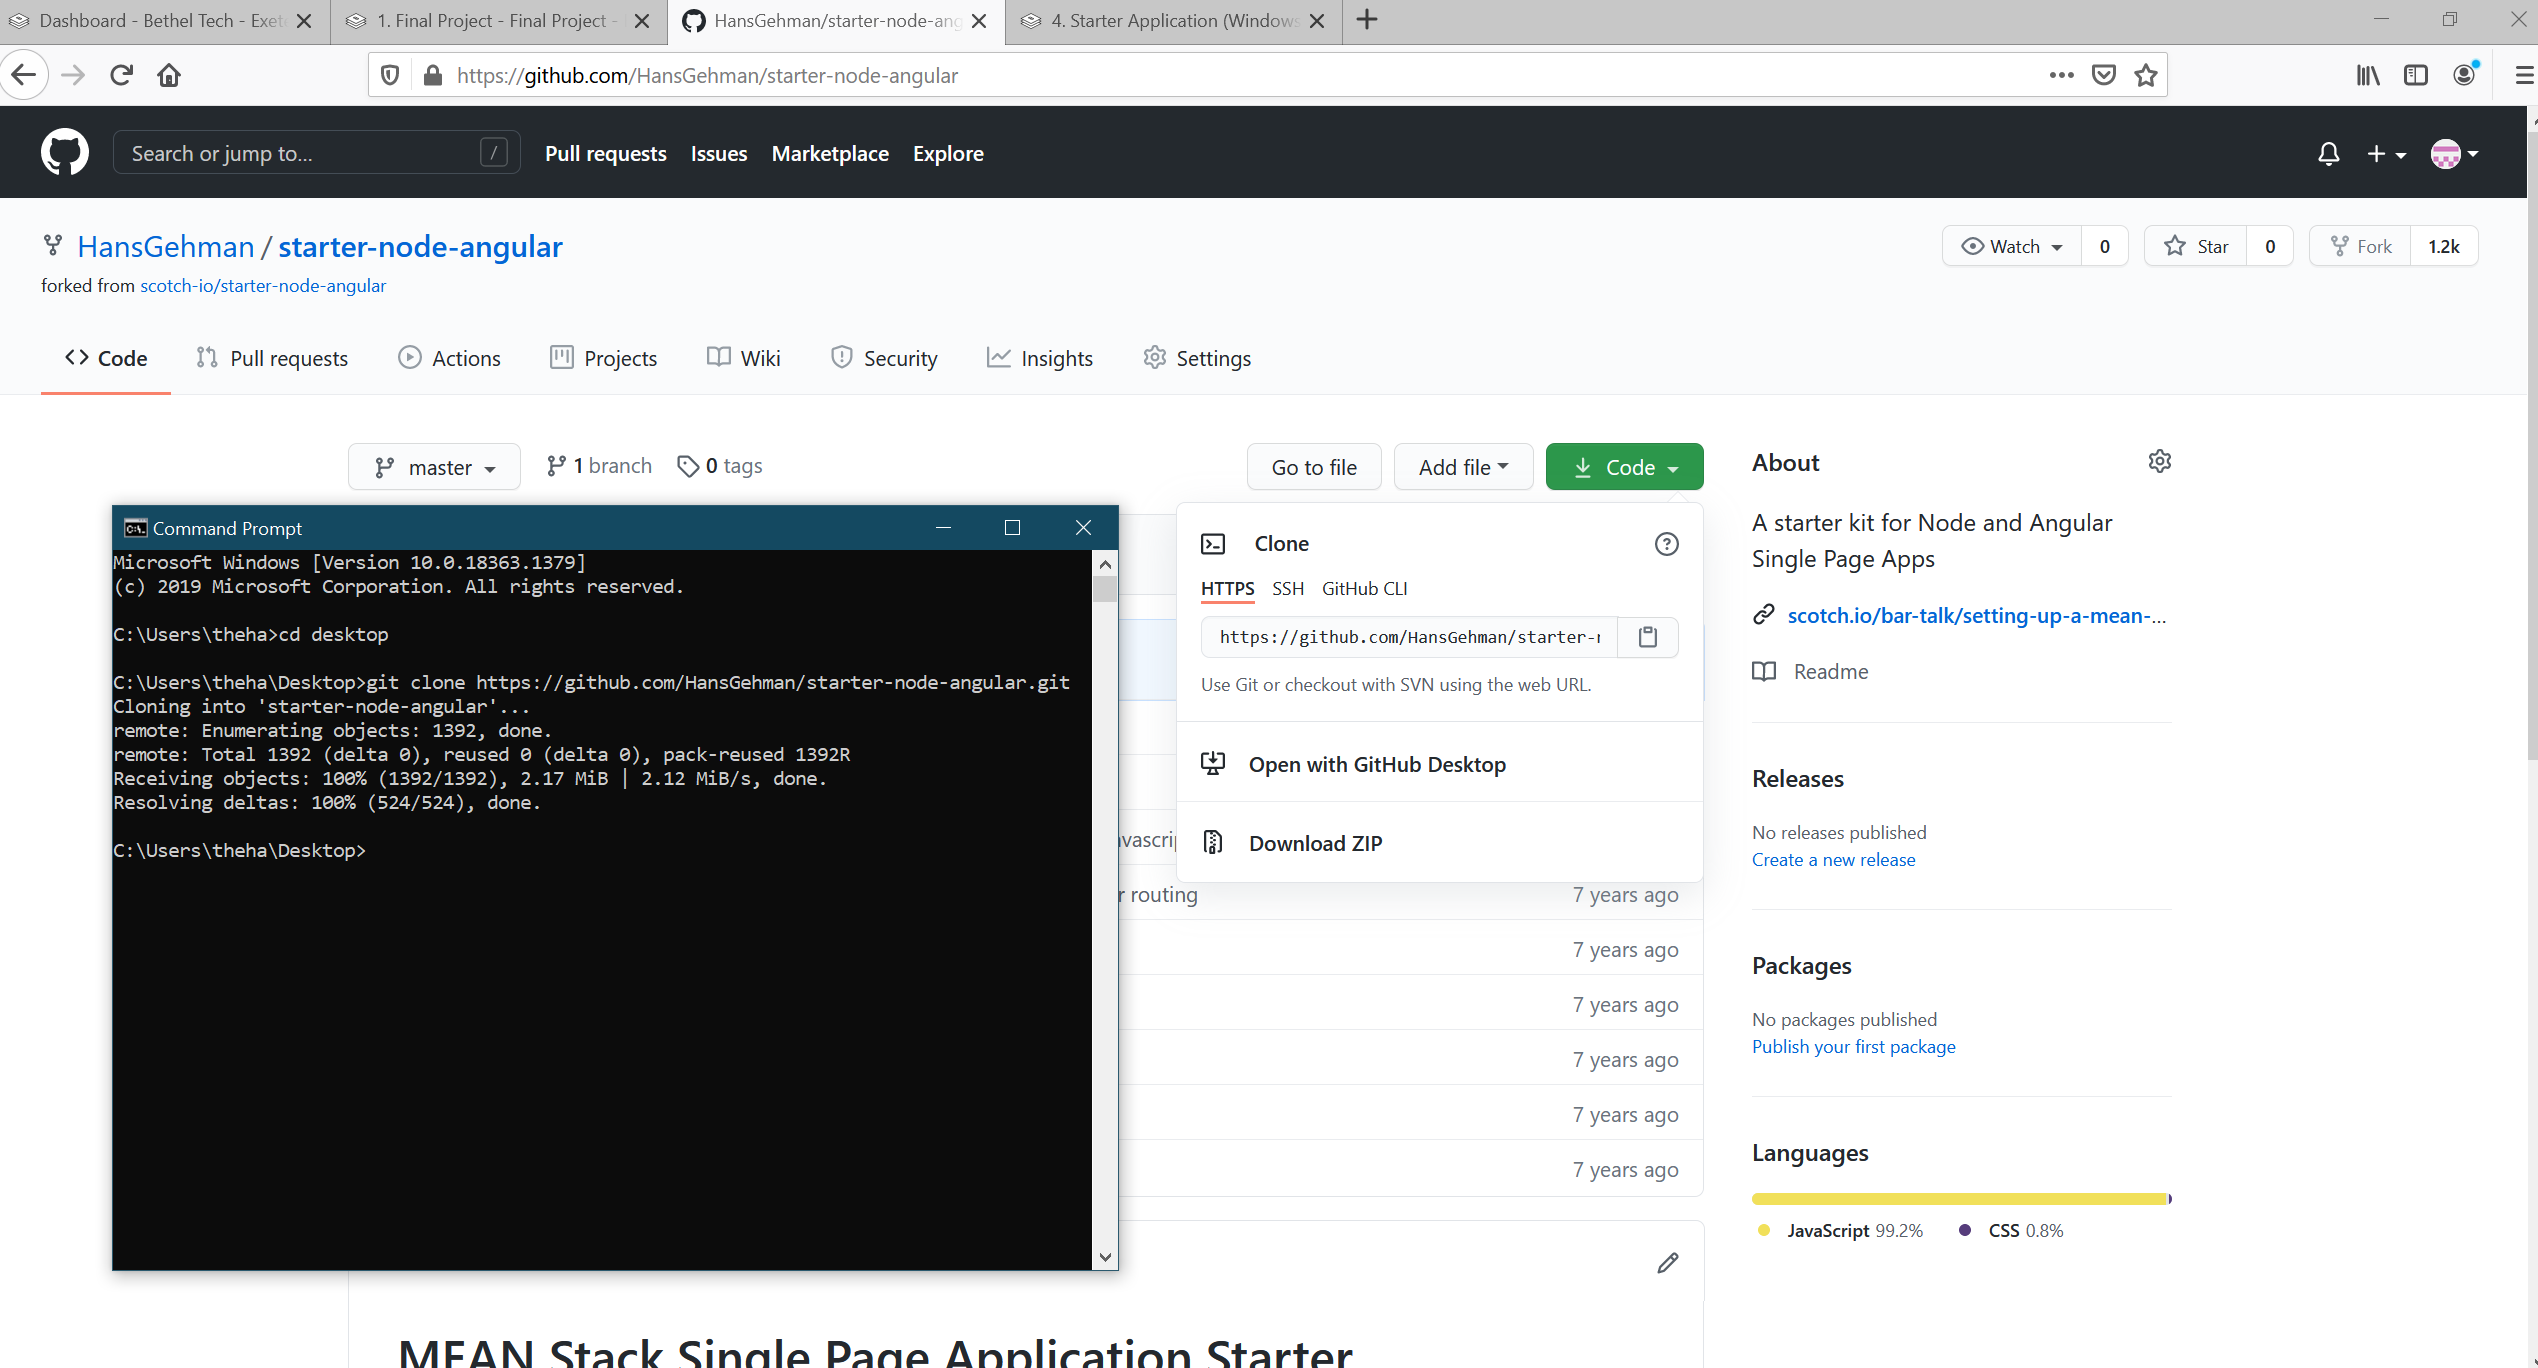 Dashboard - Bethel Tech - Exete
1. Final Project - Final Project -
HansGehman/starter-node-ang
4. Starter Application (Windows
https://github.com/HansGehman/starter-node-angular
Search or jump to...
/
Pull requests
Issues
Marketplace
Explore
HansGehman / starter-node-angular
Watch 0
Star 0
Fork 1.2k
forked from scotch-io/starter-node-angular
Code
Pull requests
Actions
Projects
Wiki
Security
Insights
Settings
master
1 branch
0 tags
Go to file
Add file
Code
Command Prompt
Microsoft Windows [Version 10.0.18363.1379]
(c) 2019 Microsoft Corporation. All rights reserved.
C:\Users\theha>cd desktop
C:\Users\theha\Desktop>git clone https://github.com/HansGehman/starter-node-angular.git
Cloning into 'starter-node-angular'...
remote: Enumerating objects: 1392, done.
remote: Total 1392 (delta 0), reused 0 (delta 0), pack-reused 1392R
Receiving objects: 100% (1392/1392), 2.17 MiB | 2.12 MiB/s, done.
Resolving deltas: 100% (524/524), done.
C:\Users\theha\Desktop>
Clone
HTTPS
SSH
GitHub CLI
https://github.com/HansGehman/starter-
Use Git or checkout with SVN using the web URL.
Open with GitHub Desktop
Download ZIP
routing
7 years ago
7 years ago
7 years ago
7 years ago
7 years ago
7 years ago
About
A starter kit for Node and Angular
Single Page Apps
scotch.io/bar-talk/setting-up-a-mean-...
Readme
Releases
No releases published
Create a new release
Packages
No packages published
Publish your first package
Languages
JavaScript 99.2%
CSS 0.8%
MEAN Stack Single Page Application Starter